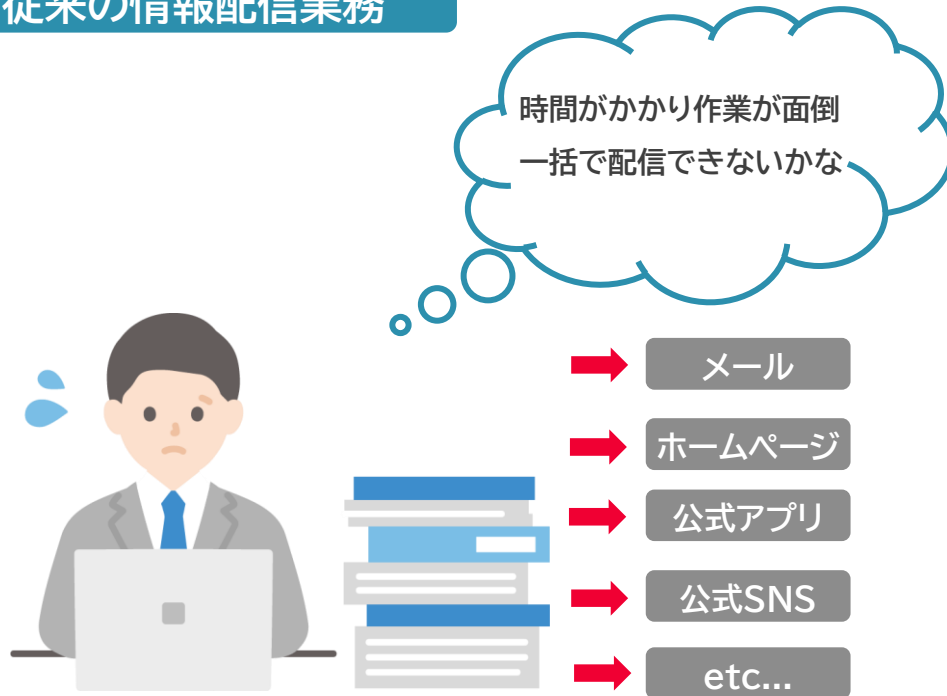 従来の情報配信業務
時間がかかり作業が面倒
一括で配信できないかな
メール
ホームページ
公式アプリ
公式SNS
etc...